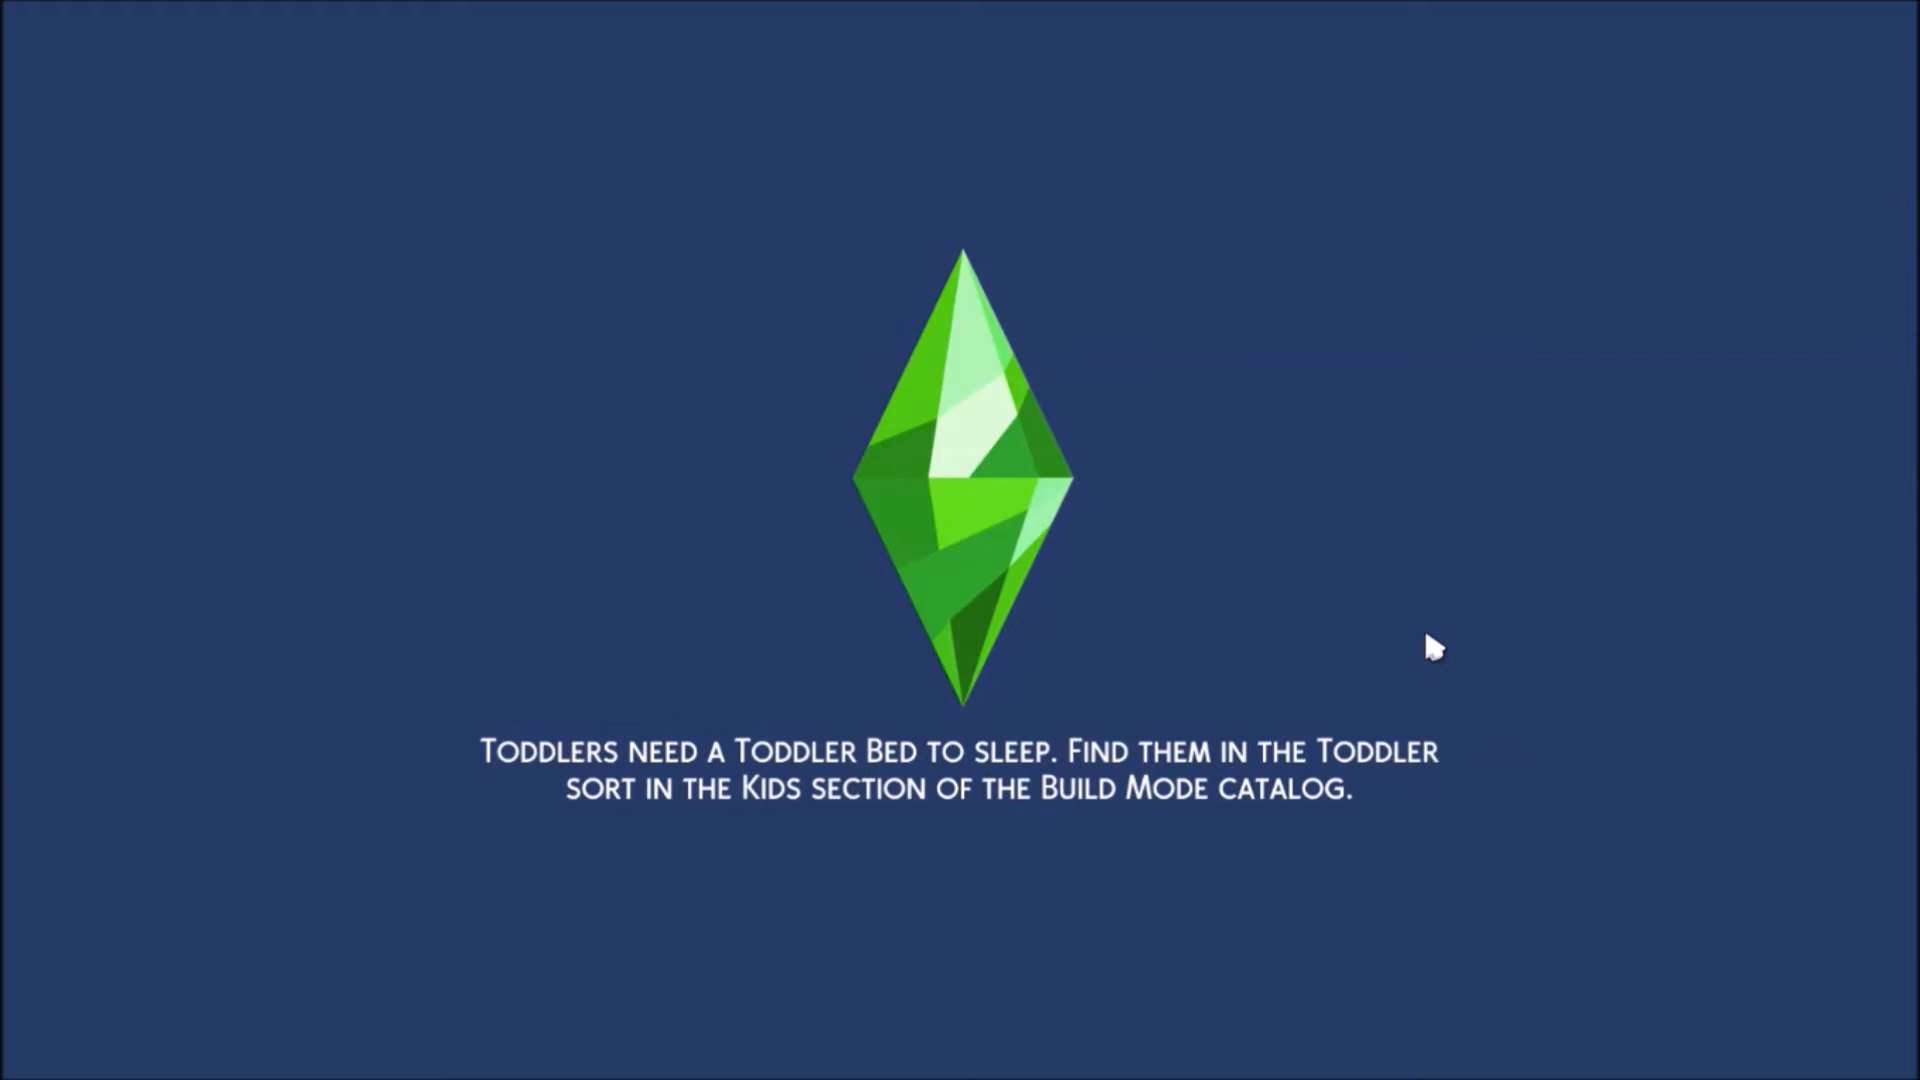 Toddlers need a Toddler Bed to sleep. Find them in the Toddler
sort in the Kids section of the Build Mode catalog.